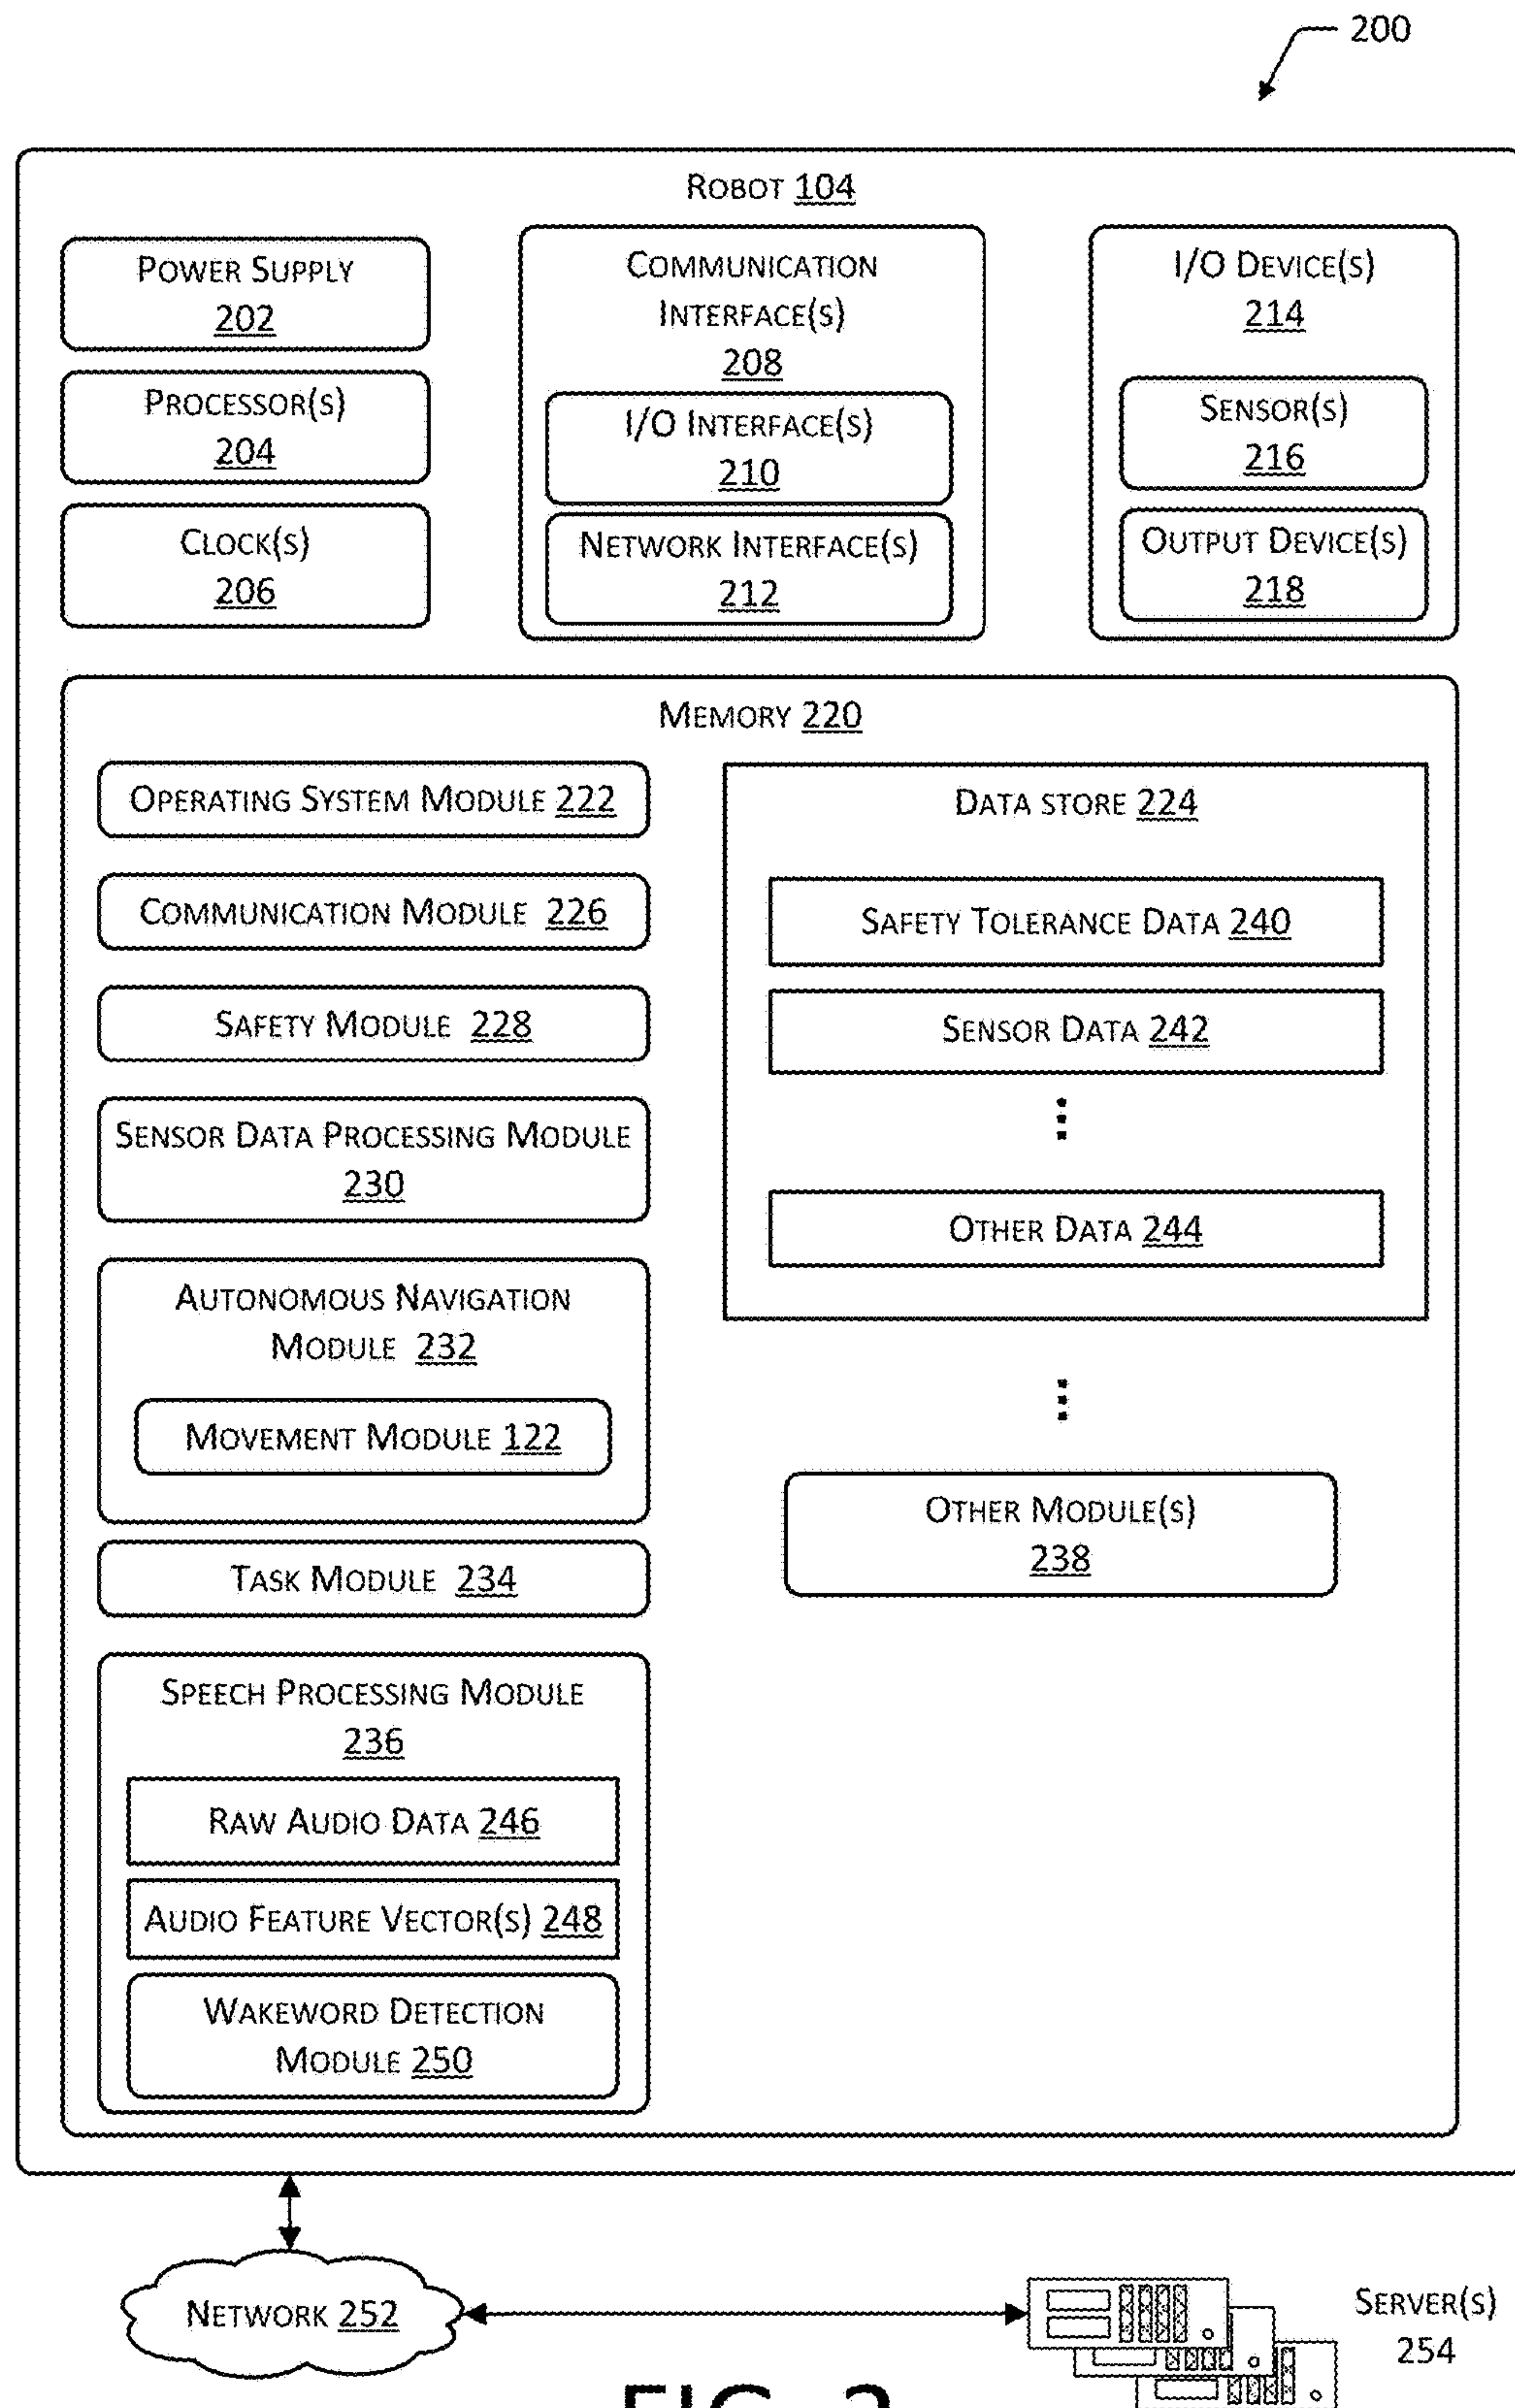 200
ROBOT 104
POWER SUPPLY
202
PROCESSOR(S)
204
CLOCK(S)
206
COMMUNICATION
INTERFACE(S)
208
I/O INTERFACE(S)
210
NETWORK INTERFACE(S)
212
I/O DEVICE(S)
214
SENSOR(S)
216
OUTPUT DEVICE(S)
218
MEMORY 220
OPERATING SYSTEM MODULE 222
COMMUNICATION MODULE 226
SAFETY MODULE 228
SENSOR DATA PROCESSING MODULE
230
AUTONOMOUS NAVIGATION
MODULE 232
MOVEMENT MODULE 122
TASK MODULE 234
SPEECH PROCESSING MODULE
236
RAW AUDIO DATA 246
AUDIO FEATURE VECTOR(S) 248
WAKEWORD DETECTION
MODULE 250
DATA STORE 224
SAFETY TOLERANCE DATA 240
SENSOR DATA 242
OTHER DATA 244
OTHER MODULE(S)
238
NETWORK 252
SERVER(S)
254
FIG. 2